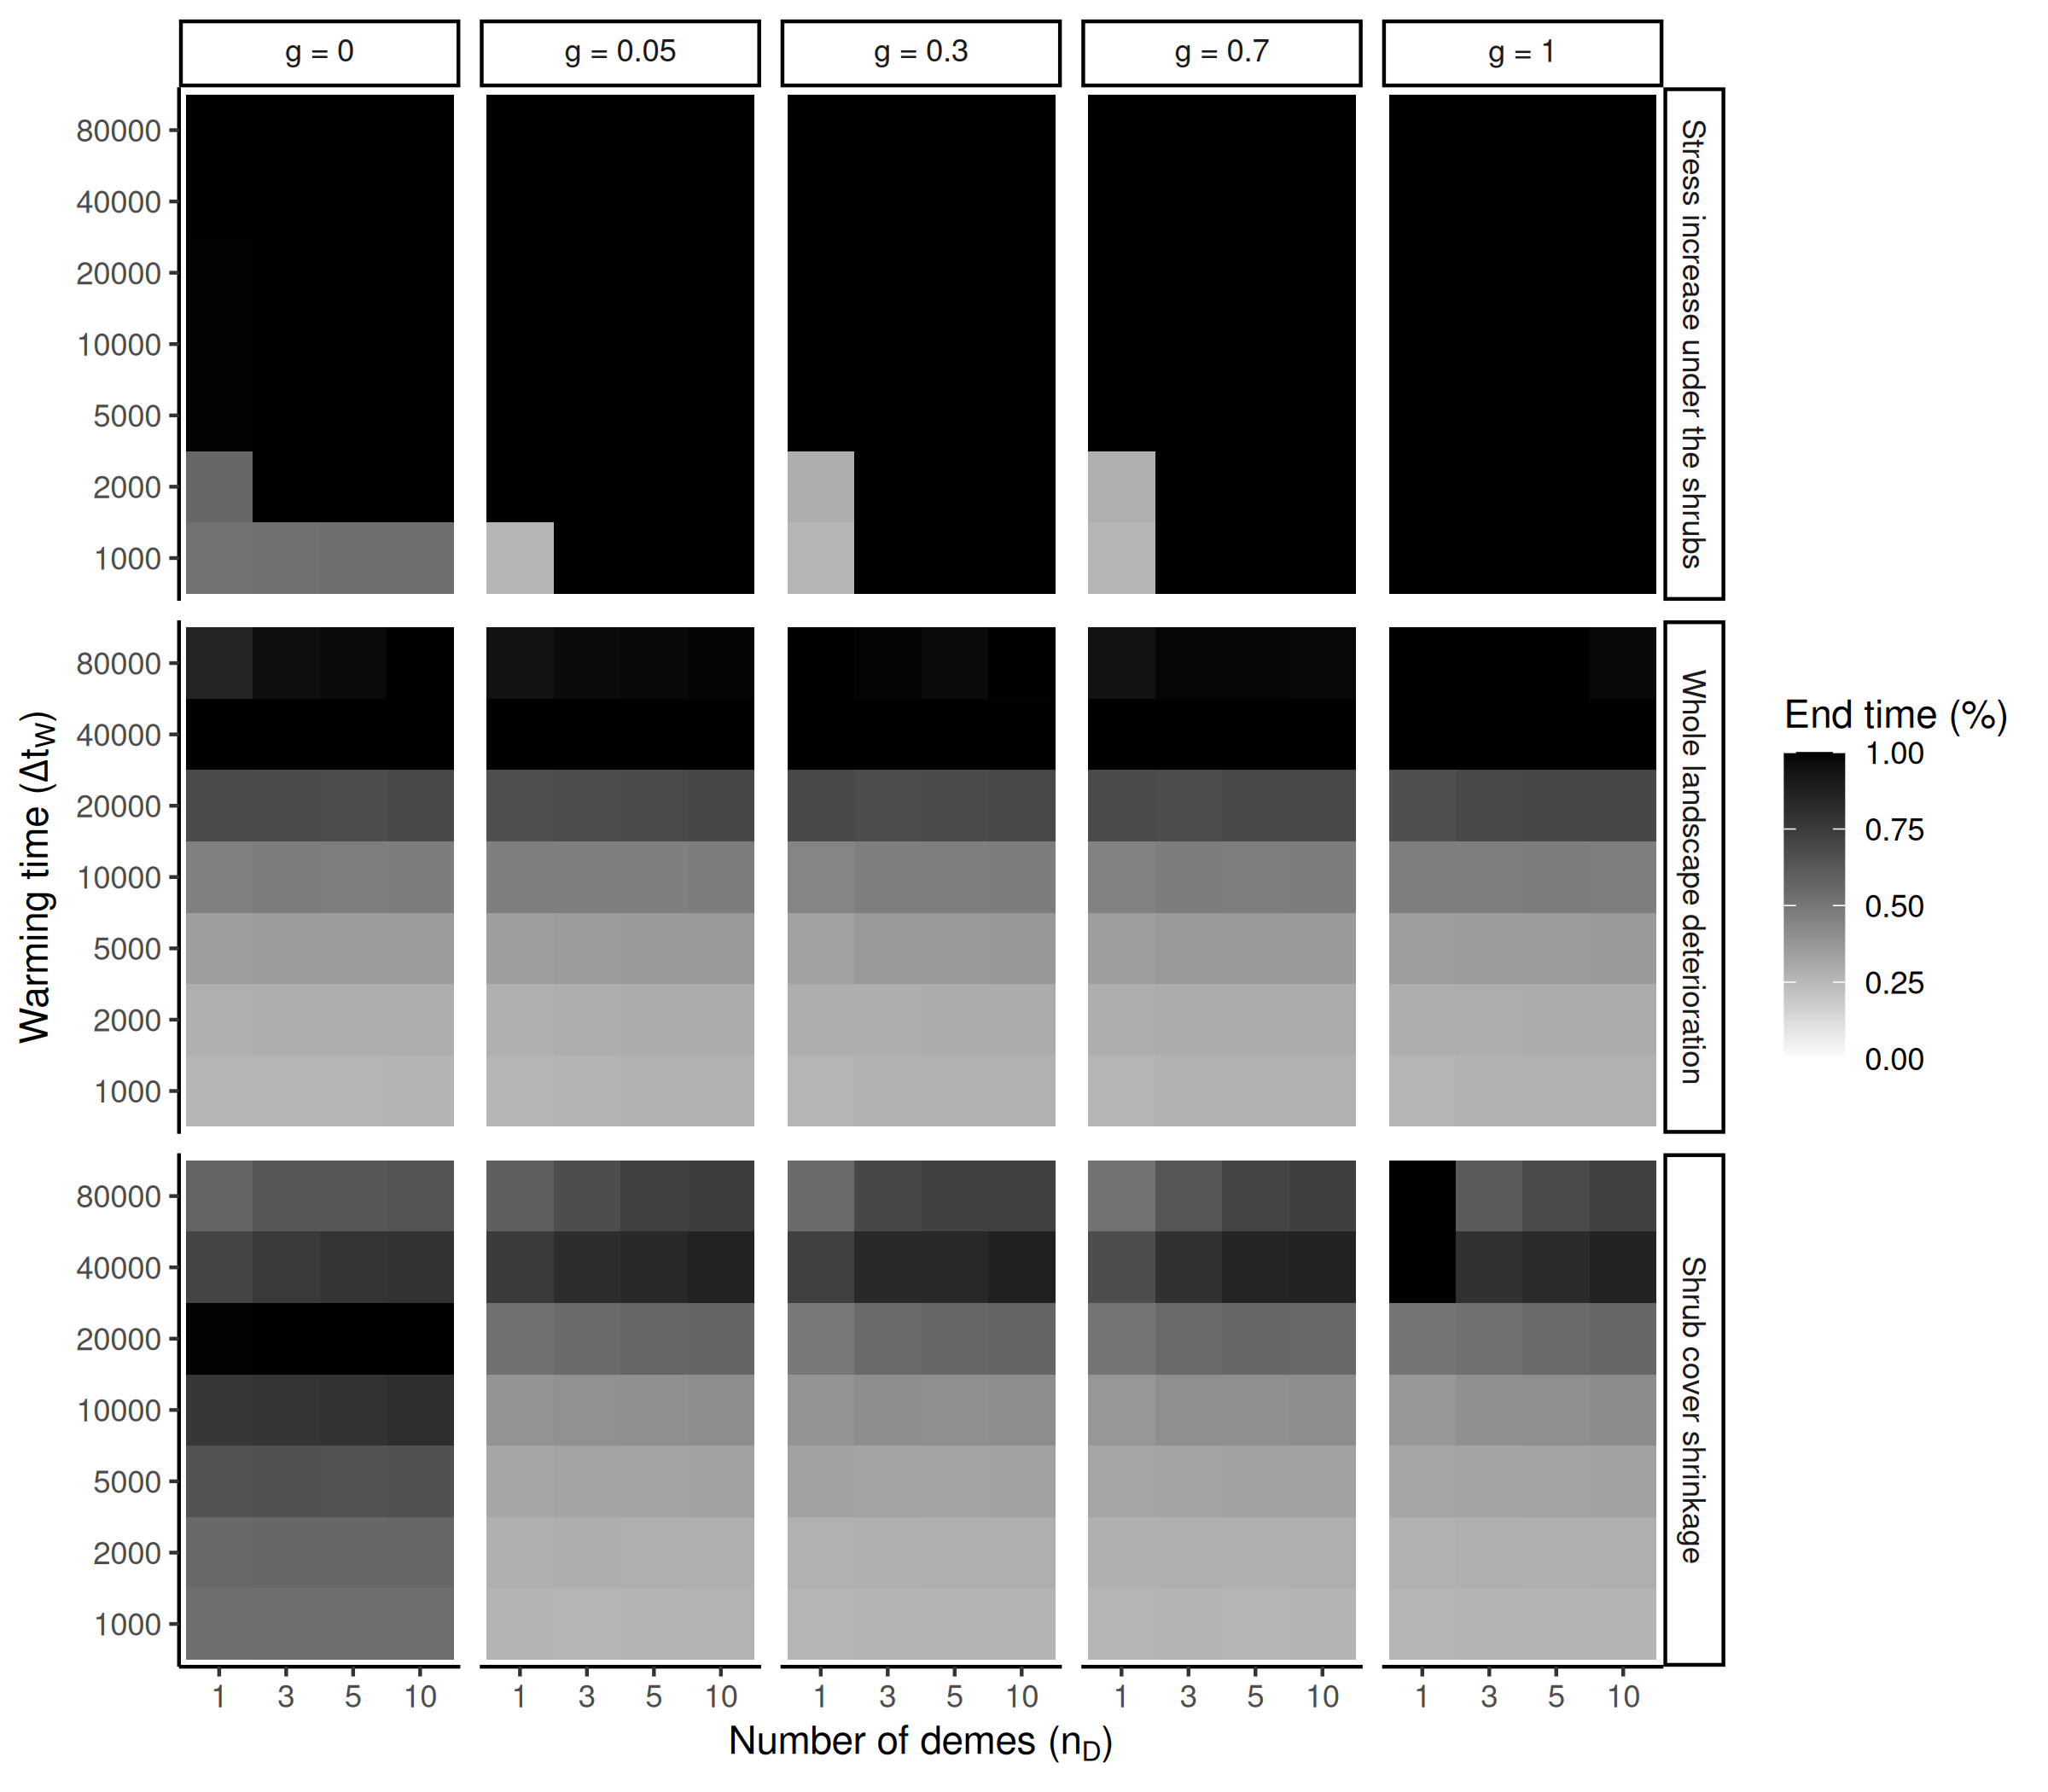 g = 0
g = 0.05
g = 0.3
g = 0.7
g = 1
80000
40000
20000
10000
5000
2000
1000
Stress increase under the shrubs
80000
40000
20000
10000
5000
2000
1000
Whole landscape deterioration
80000
40000
20000
10000
5000
2000
1000
Shrub cover shrinkage
Warming time (Δtw)
1 3 5 10
1 3 5 10
1 3 5 10
1 3 5 10
1 3 5 10
Number of demes (nD)
End time (%)
1.00
0.75
0.50
0.25
0.00